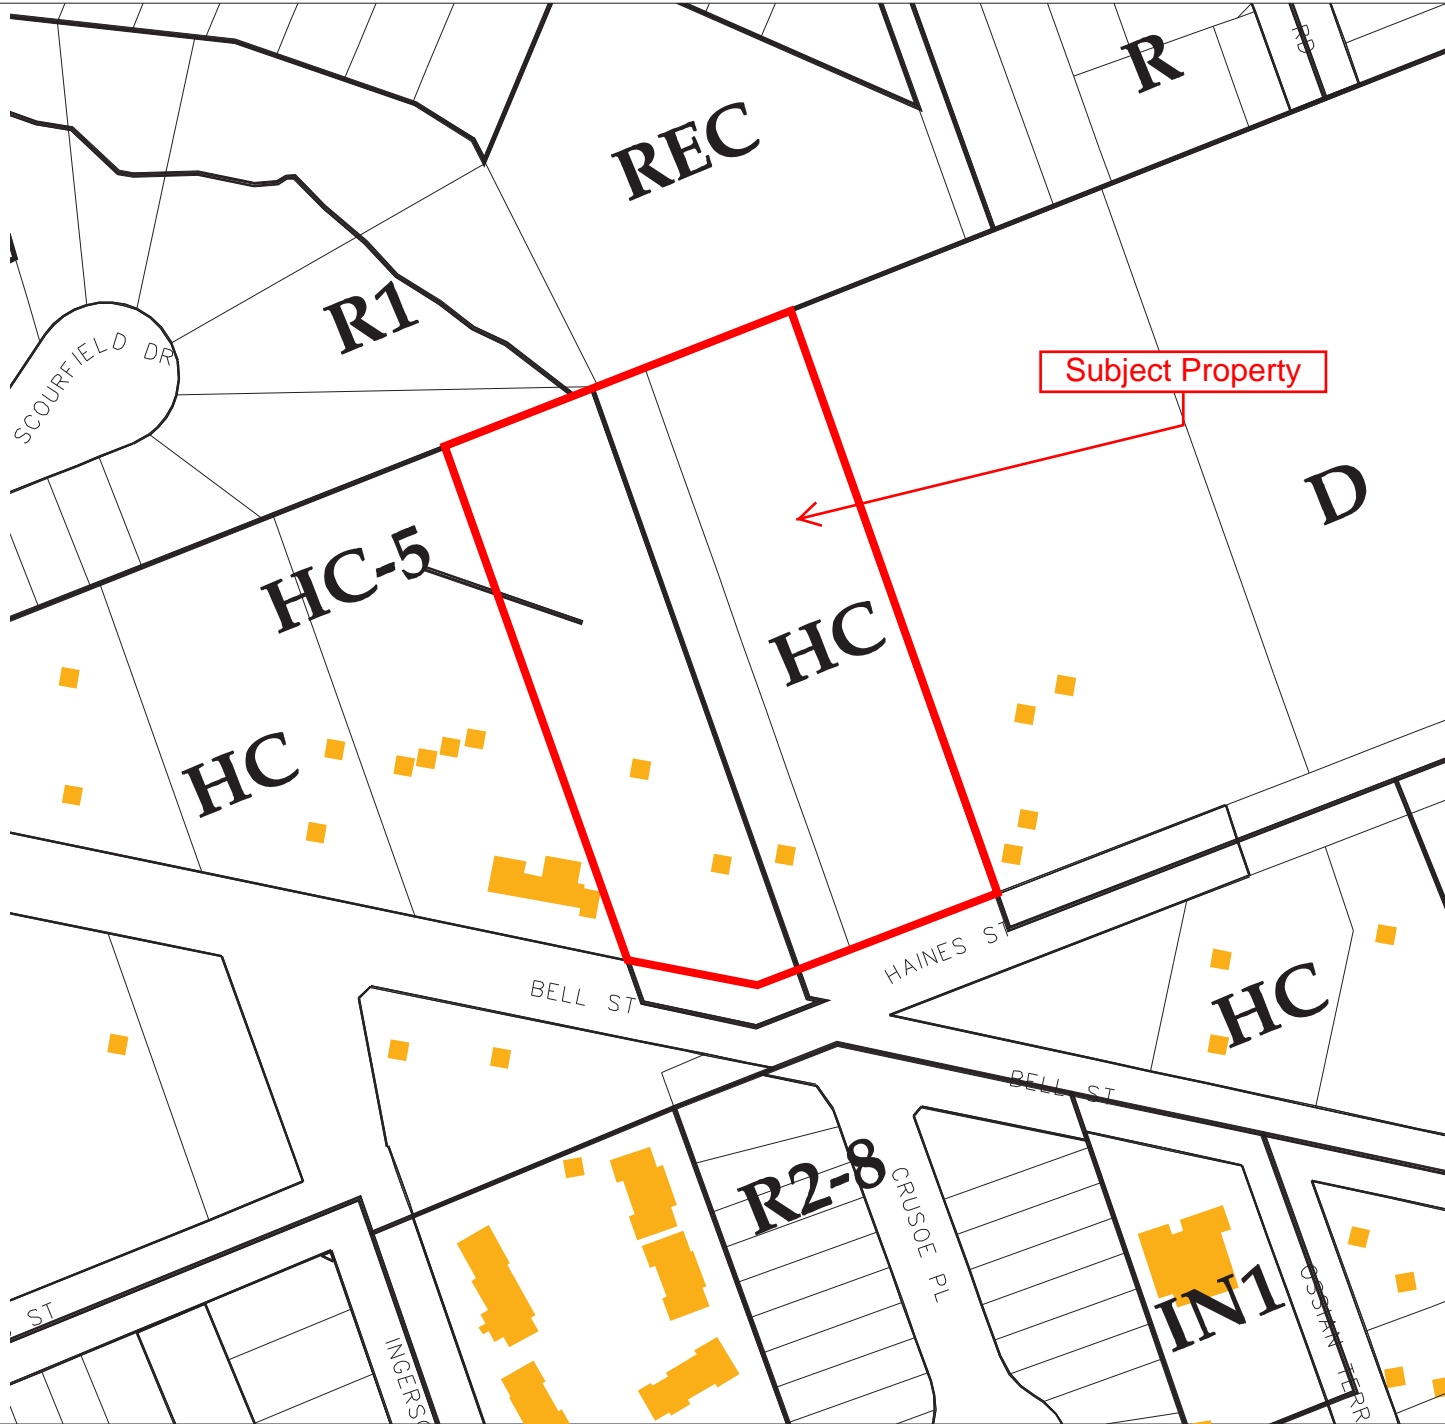 RD
R
REC
R1
SCOURFIELD DR
Subject Property
D
HC-5
HC
HC
HAINES ST
BELL ST
HC
BELL ST
R2-8
CRUSOE PL
IN1
OSSIAN TERR
ST